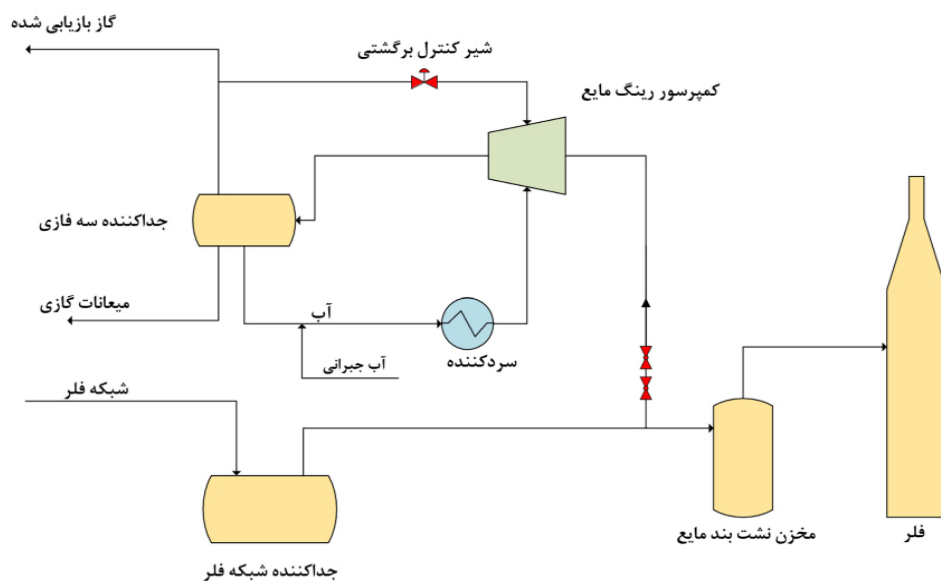 گاز بازیابی شده
شیر کنترل برگشتی
کمپرسور رینگ مایع
جداکننده سه فازی
میعانات گازی
آب
آب جبرانی
سردکننده
شبکه فلر
جداکننده شبکه فلر
مخزن نشت بند مایع
فلر